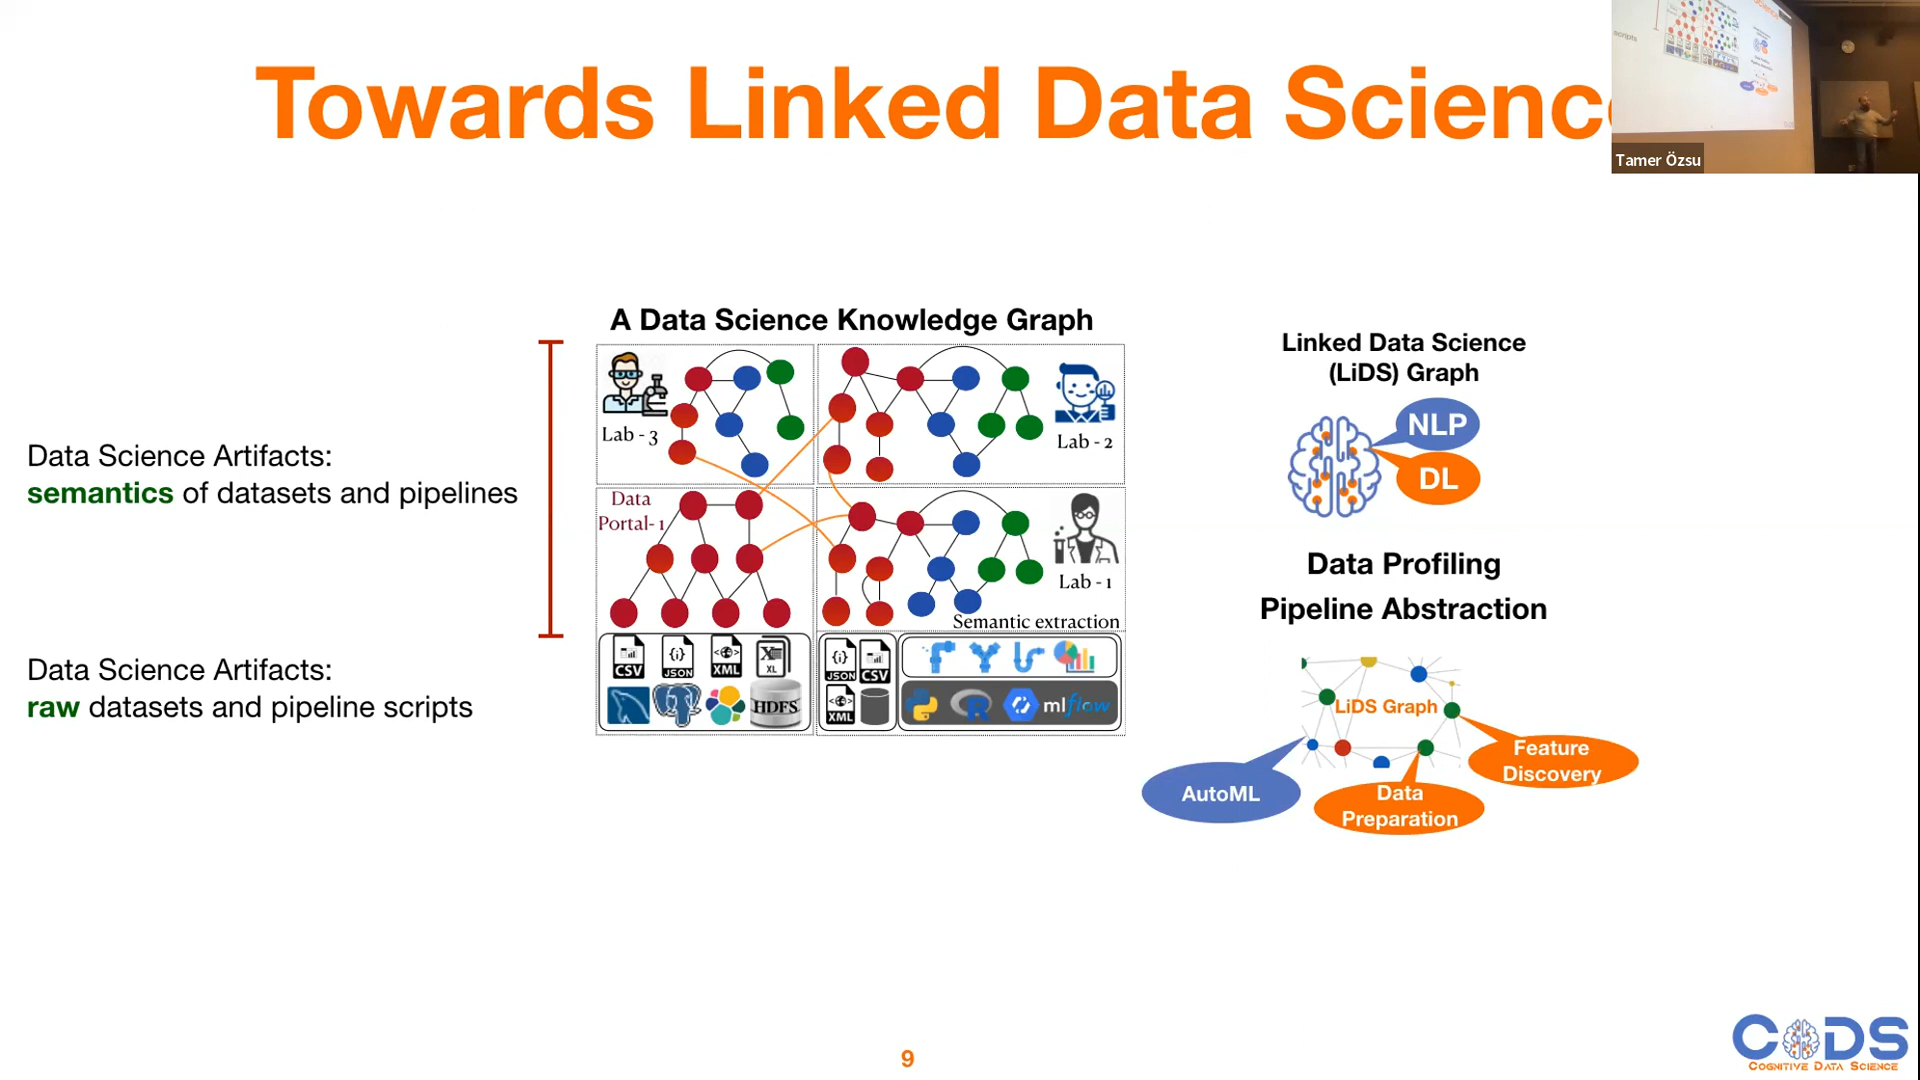 Towards Linked Data Scienc
Tamer Özsu
scripts
A Data Science Knowledge Graph
Lab - 3
Lab - 2
Data
Portal- 1
Lab - 1
Semantic extraction
CSV
JSON
XML
XL
HDFS
JSON
CSV
XML
mlflow
Data Science Artifacts:
semantics of datasets and pipelines
Data Science Artifacts:
raw datasets and pipeline scripts
Linked Data Science
(LiDS) Graph
NLP
DL
Data Profiling
Pipeline Abstraction
LiDS Graph
Feature
Discovery
AutoML
Data
Preparation
9
CODS
COGNITIVE DATA SCIENCE